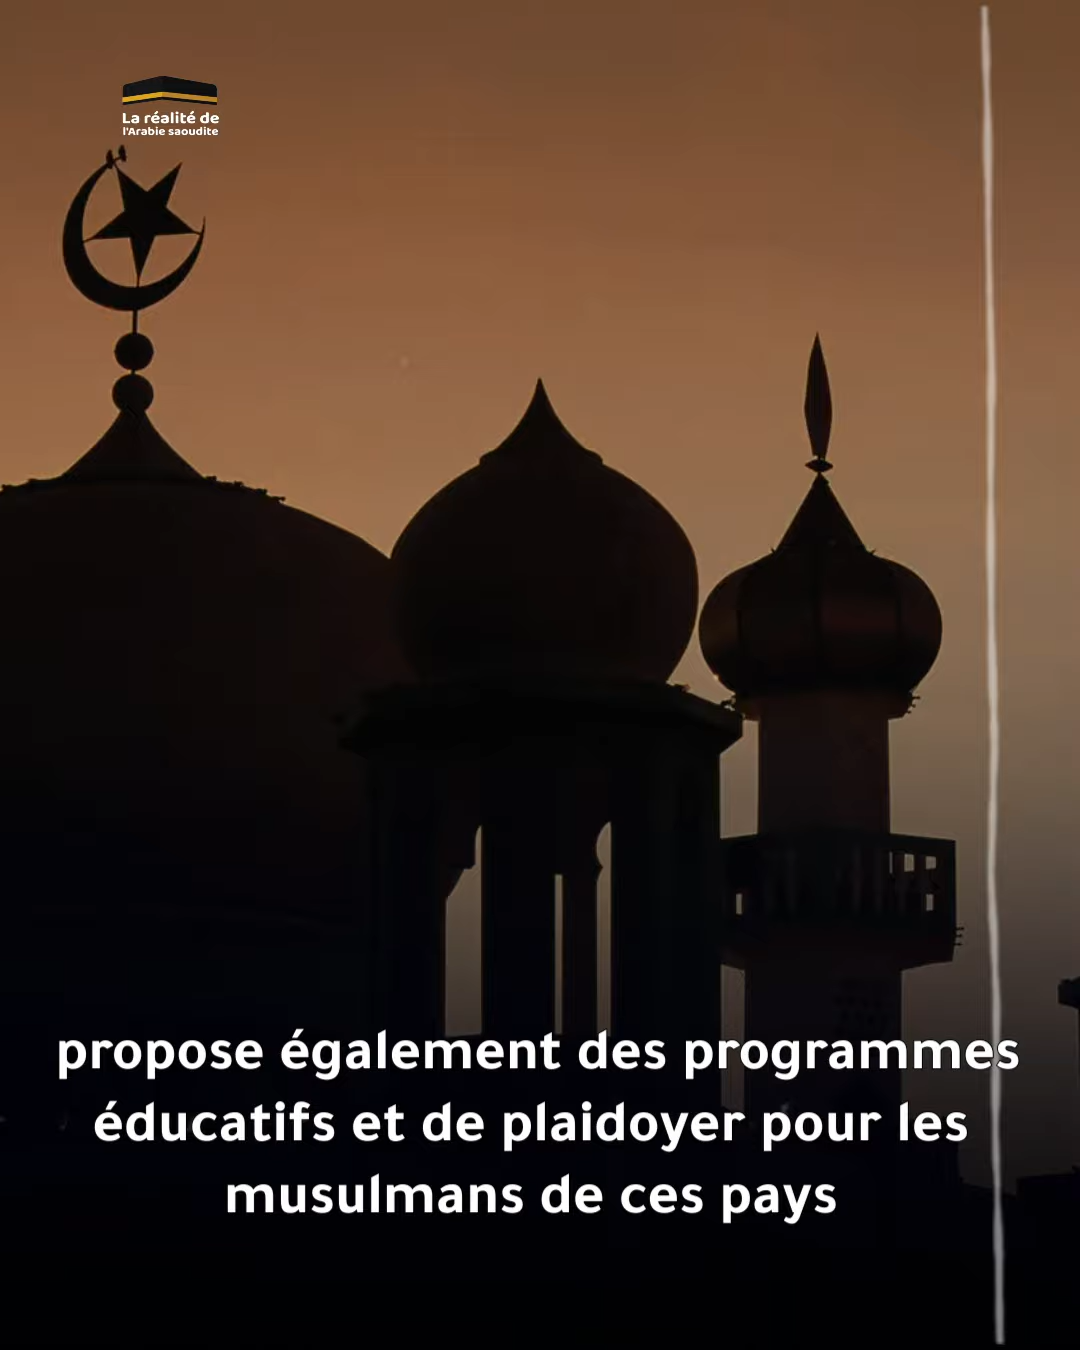 La réalité de
l'Arabie saoudite
propose également des programmes
éducatifs et de plaidoyer pour les
musulmans de ces pays